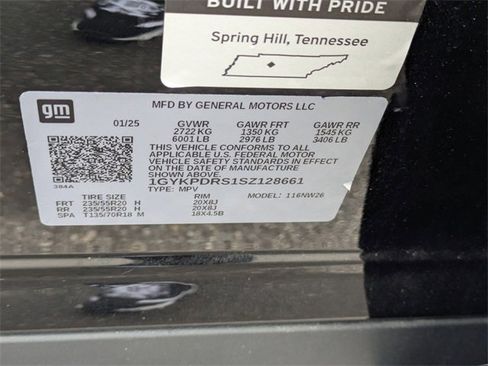 BUILT WITH PRIDE
Spring Hill, Tennessee
gm
MFD BY GENERAL MOTORS LLC
01/25 GVWR GAWR FRT GAWR RR
2722 KG 1350 KG 1545 KG
6001 LB 2976 LB 3406 LB
THIS VEHICLE CONFORMS TO ALL
APPLICABLE U.S. FEDERAL MOTOR
VEHICLE SAFETY STANDARDS IN EFFECT
ON THE DATE OF MANUFACTURE
SHOWN ABOVE.
1GYKPDRS1SZ128661
384A
TYPE: MPV MODEL: 116NW26
TIRE SIZE RIM
FRT 235/55R20 H 20X8J
RR 235/55R20 H 20X8J
SPA T135/70R18 M 18X4.5B